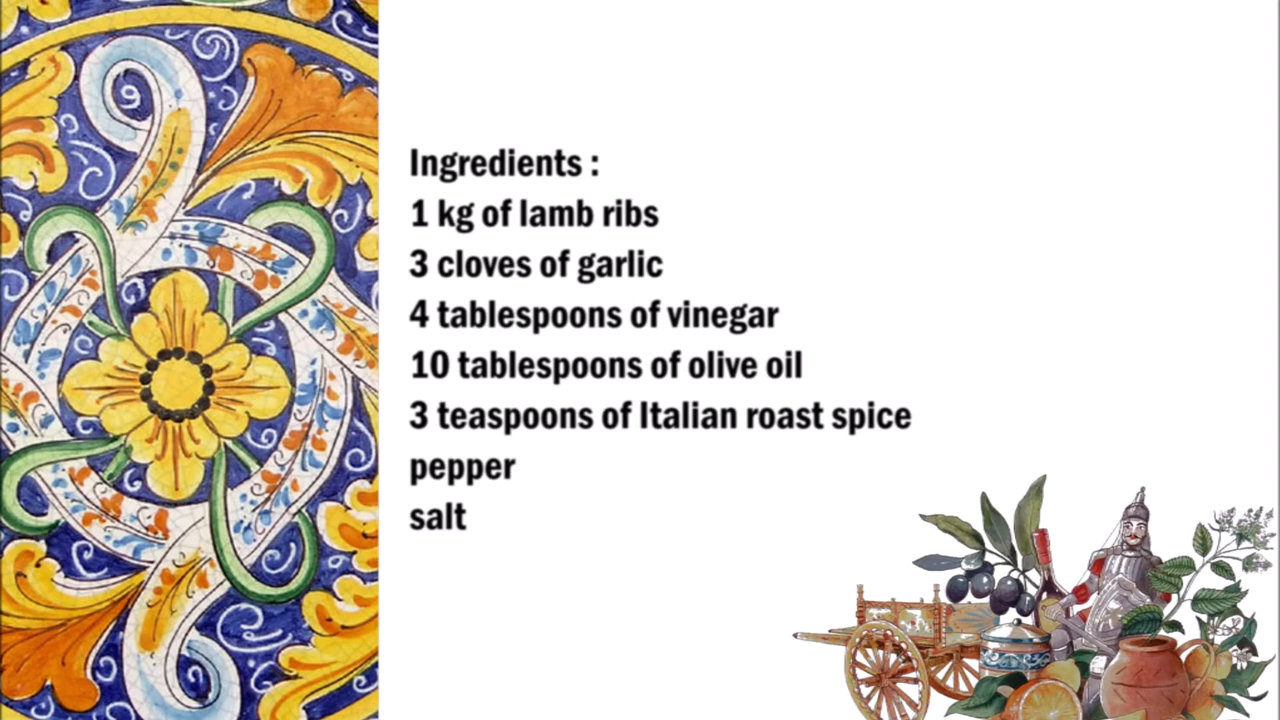 Ingredients :
1 kg of lamb ribs
3 cloves of garlic
4 tablespoons of vinegar
10 tablespoons of olive oil
3 teaspoons of Italian roast spice
pepper
salt